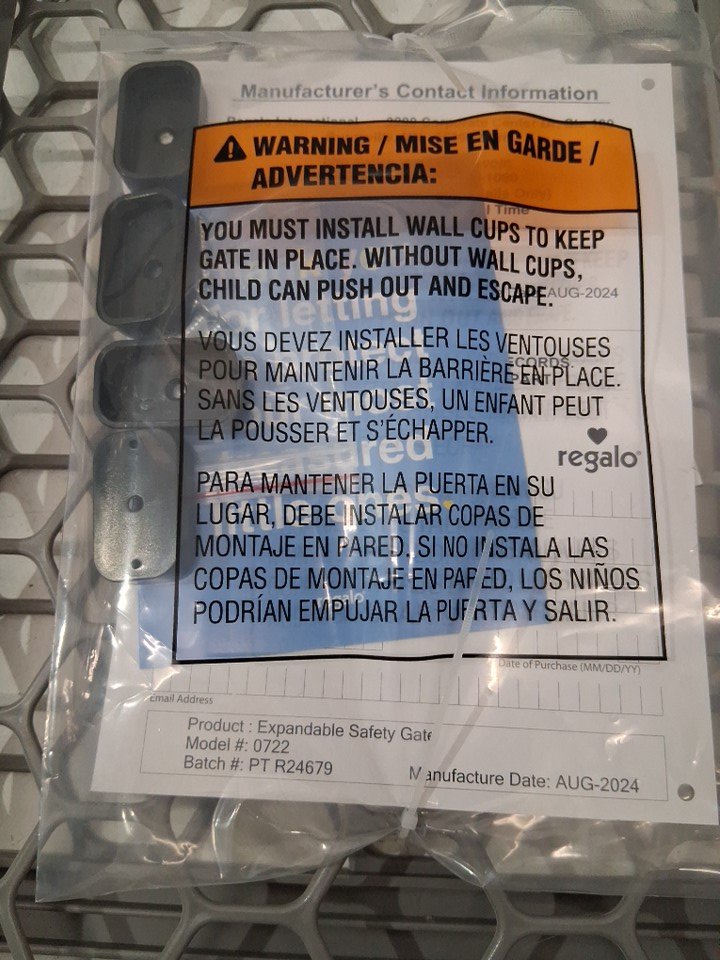 Manufacturer's Contact Information
WARNING / MISE EN GARDE /
ADVERTENCIA:
Time
YOU MUST INSTALL WALL CUPS TO KEEP
GATE IN PLACE. WITHOUT WALL CUPS,
CHILD CAN PUSH OUT AND ESCAPE.
AUG-2024
letting
VOUS DEVEZ INSTALLER LES VENTOUSES
POUR MAINTENIR LA BARRIÈRE EN PLACE.
SANS LES VENTOUSES, UN ENFANT PEUT
LA POUSSER ET S'ÉCHAPPER.
regalo
PARA MANTENER LA PUERTA EN SU
LUGAR, DEBE INSTALAR COPAS DE
MONTAJE EN PARED. SI NO INSTALA LAS
COPAS DE MONTAJE EN PARED, LOS NIÑOS
PODRÍAN EMPUJAR LA PUERTA Y SALIR.
regalo
Date of Purchase (MM/DD/YY)
Email Address
Product : Expandable Safety Gate
Model #: 0722
Batch #: PT R24679
Manufacture Date: AUG-2024